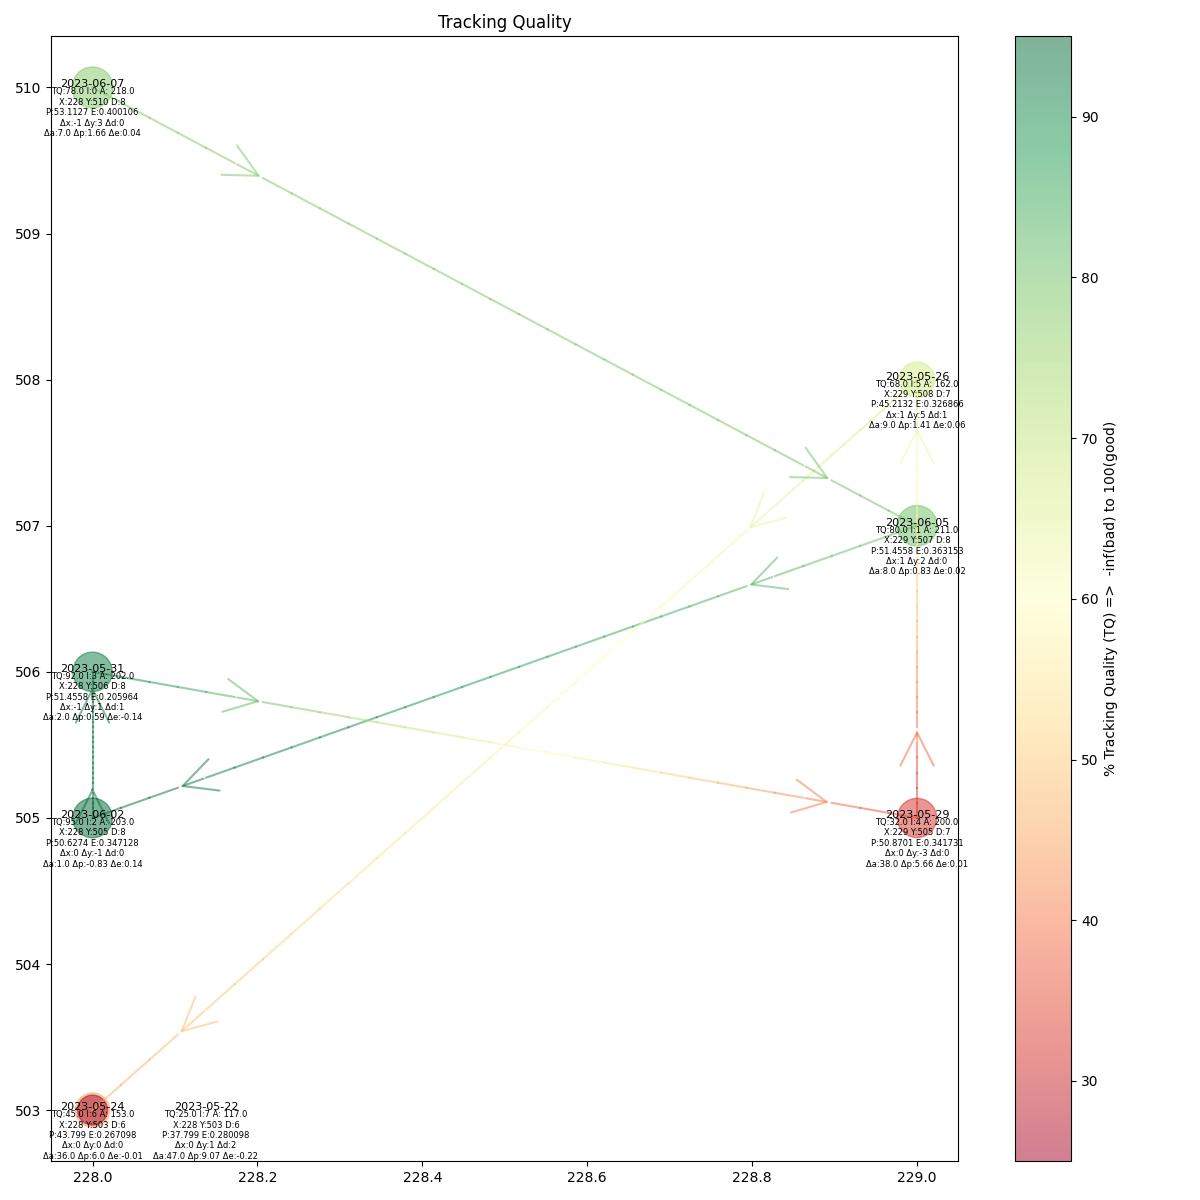 Tracking Quality
2023-06-07
TQ:78.0 I:0 A: 218.0
X:228 Y:510 D:8
P:53.1127 E:0.400106
Δx:-1 Δy:3 Δd:0
Δa:7.0 Δp:1.66 Δe:0.04
2023-05-26
TQ:68.0 I:5 A: 162.0
X:229 Y:508 D:7
P:45.2132 E:0.326866
Δx:1 Δy:5 Δd:1
Δa:9.0 Δp:1.41 Δe:0.06
2023-06-05
TQ:80.0 I:1 A: 211.0
X:229 Y:507 D:8
P:51.4558 E:0.363153
Δx:1 Δy:2 Δd:0
Δa:8.0 Δp:0.83 Δe:0.02
2023-05-31
TQ:92.0 I:3 A: 202.0
X:228 Y:506 D:8
P:51.4558 E:0.205964
Δx:-1 Δy:1 Δd:1
Δa:2.0 Δp:0.59 Δe:-0.14
2023-06-02
TQ:95.0 I:2 A: 203.0
X:228 Y:505 D:8
P:50.6274 E:0.347128
Δx:0 Δy:-1 Δd:0
Δa:1.0 Δp:-0.83 Δe:0.14
2023-05-29
TQ:32.0 I:4 A: 200.0
X:229 Y:505 D:7
P:50.8701 E:0.341731
Δx:0 Δy:-3 Δd:0
Δa:38.0 Δp:5.66 Δe:0.01
2023-05-24
TQ:45.0 I:6 A: 153.0
X:228 Y:503 D:6
P:43.799 E:0.267098
Δx:0 Δy:0 Δd:0
Δa:36.0 Δp:6.0 Δe:-0.01
2023-05-22
TQ:25.0 I:7 A: 117.0
X:228 Y:503 D:6
P:37.799 E:0.280098
Δx:0 Δy:1 Δd:2
Δa:47.0 Δp:9.07 Δe:-0.22
510
509
508
507
506
505
504
503
228.0 228.2 228.4 228.6 228.8 229.0
90
80
70
60
50
40
30
% Tracking Quality (TQ) => -inf(bad) to 100(good)